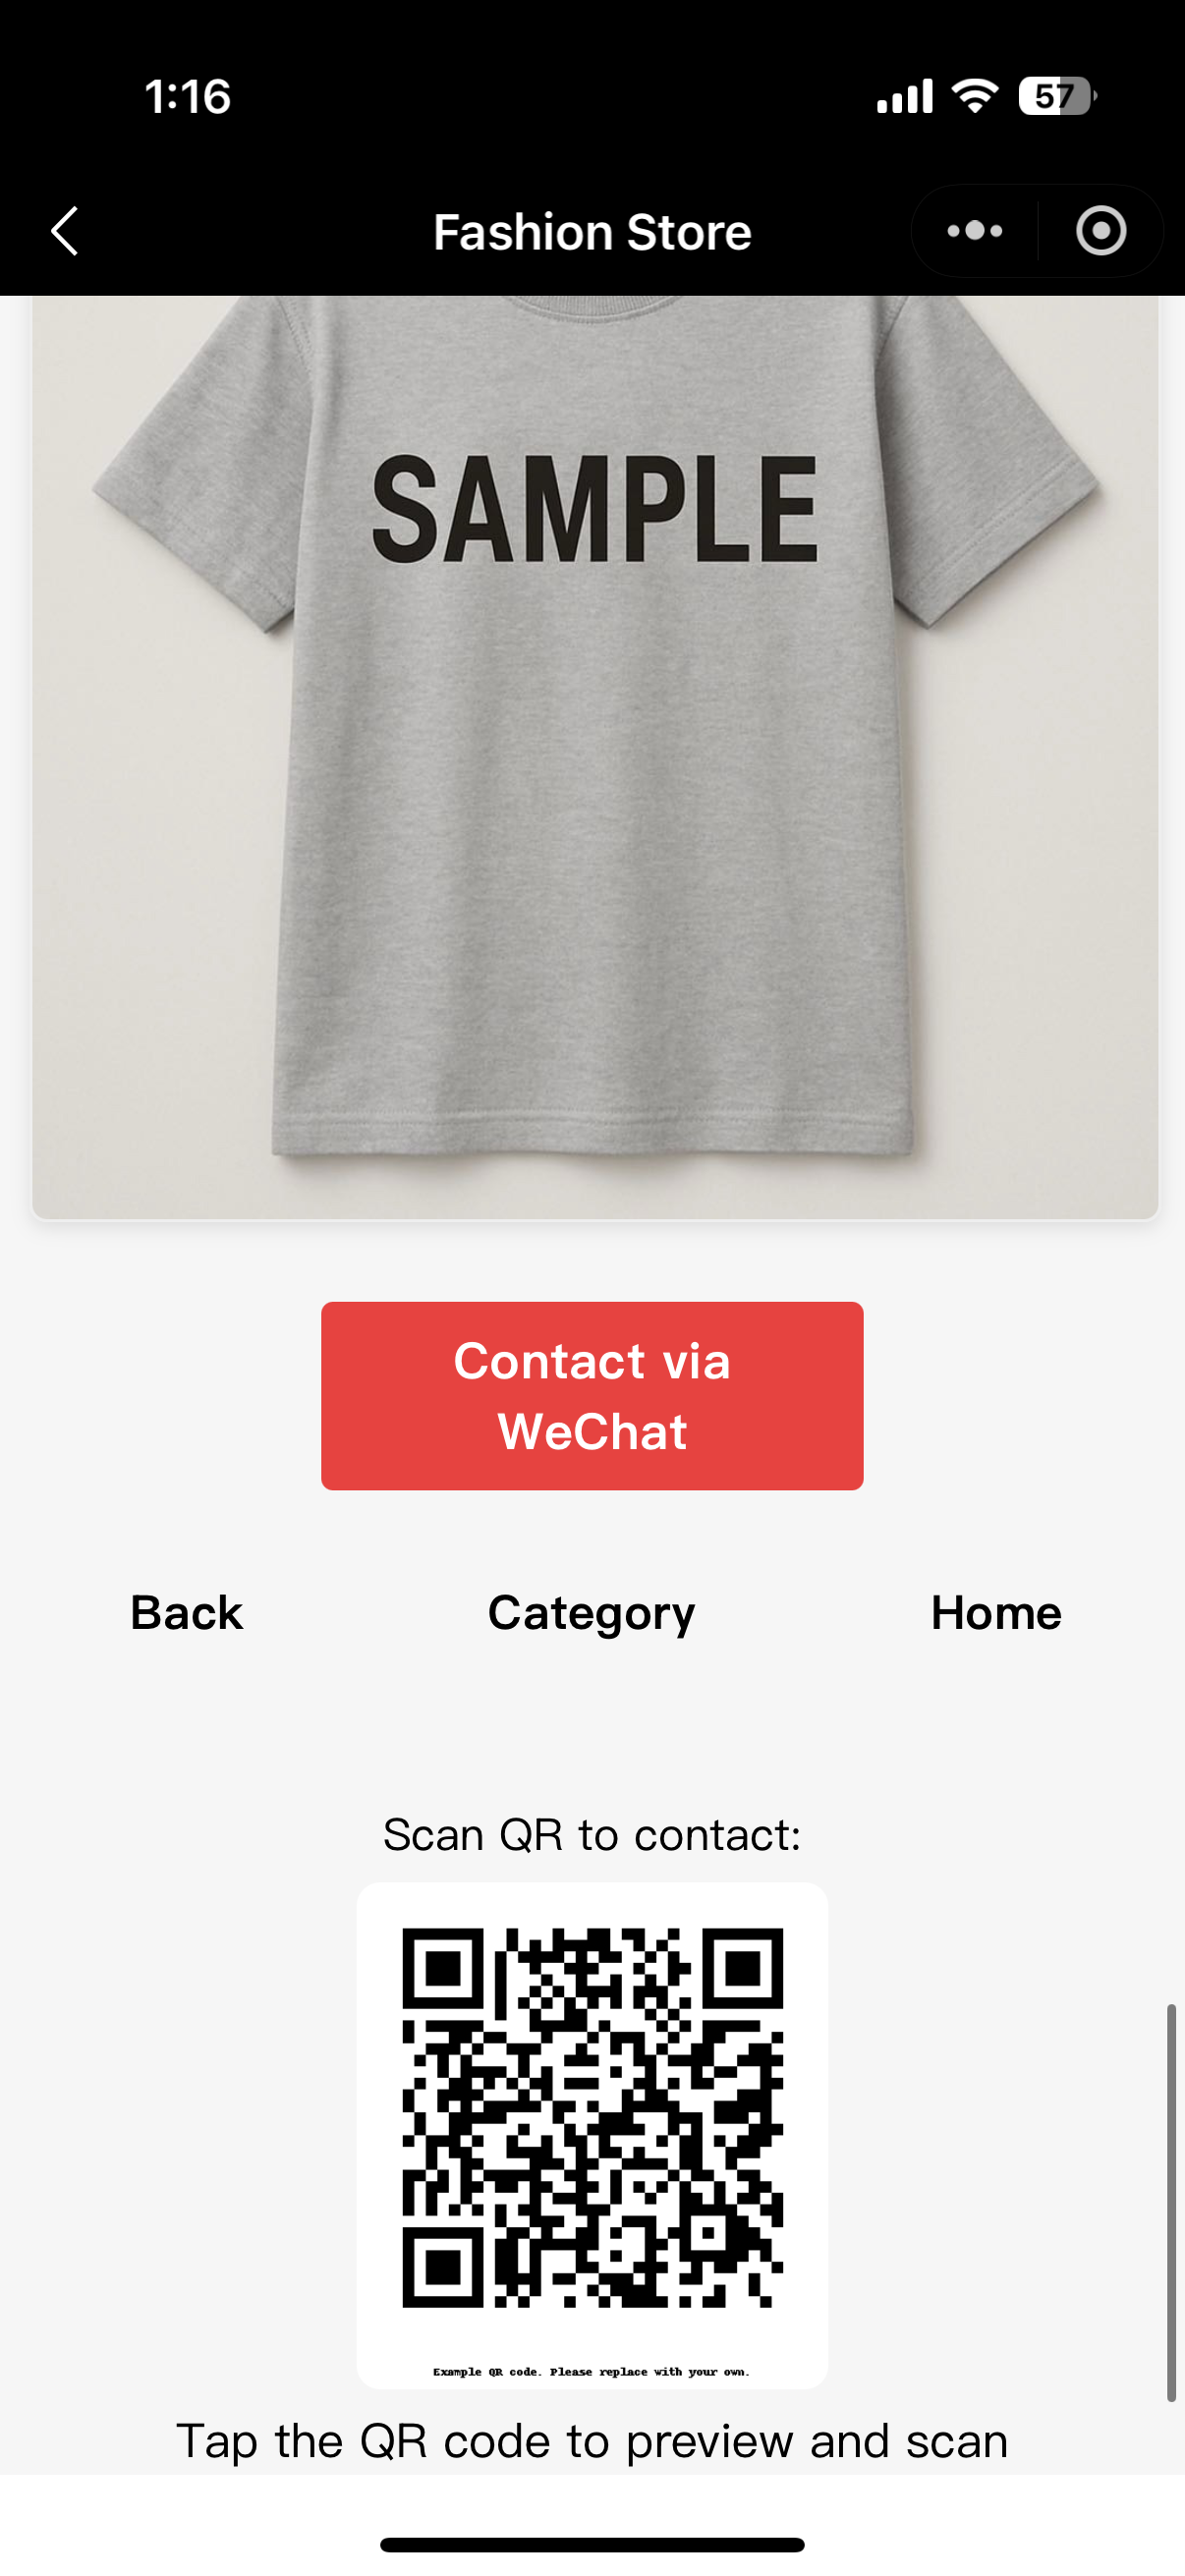 1:16
57
Fashion Store
SAMPLE
Contact via
WeChat
Back Category Home
Scan QR to contact:
Example QR code. Please replace with your own.
Tap the QR code to preview and scan